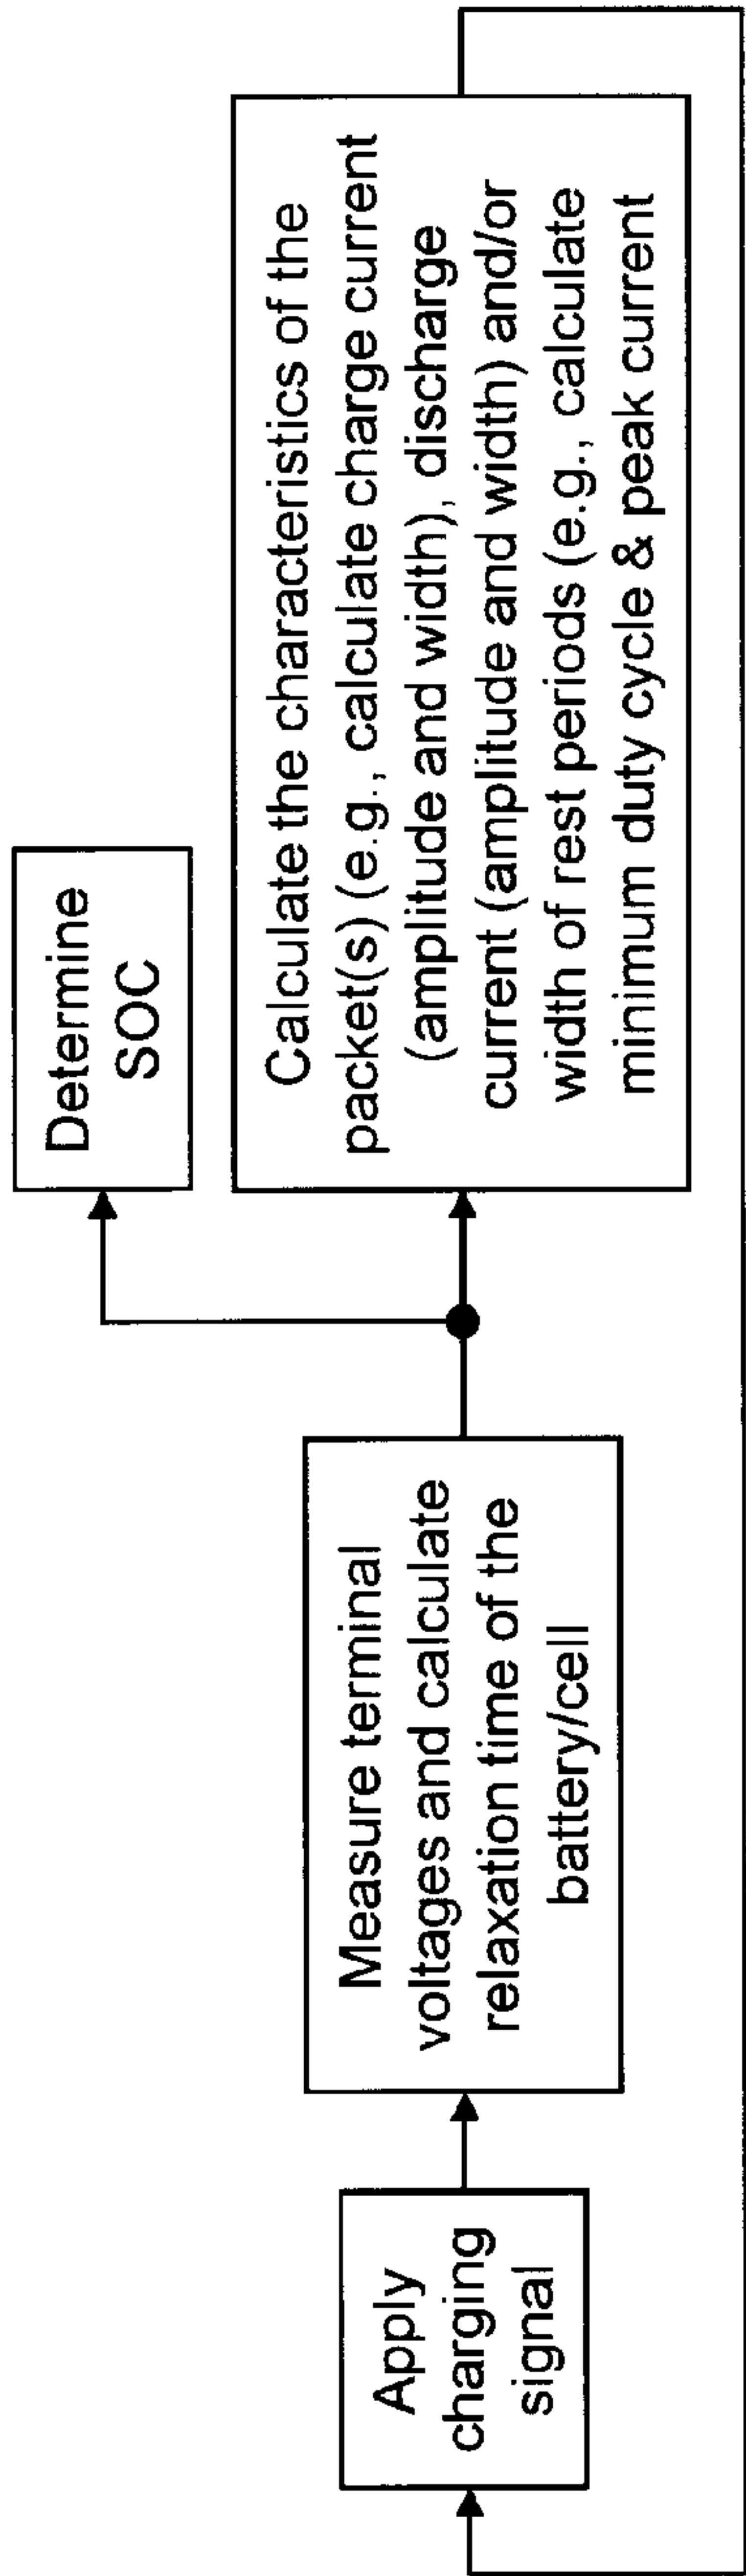 Apply
charging
signal
Measure terminal
voltages and calculate
relaxation time of the
battery/cell
Determine
SOC
Calculate the characteristics of the
packet(s) (e.g., calculate charge current
(amplitude and width), discharge
current (amplitude and width) and/or
width of rest periods (e.g., calculate
minimum duty cycle & peak current